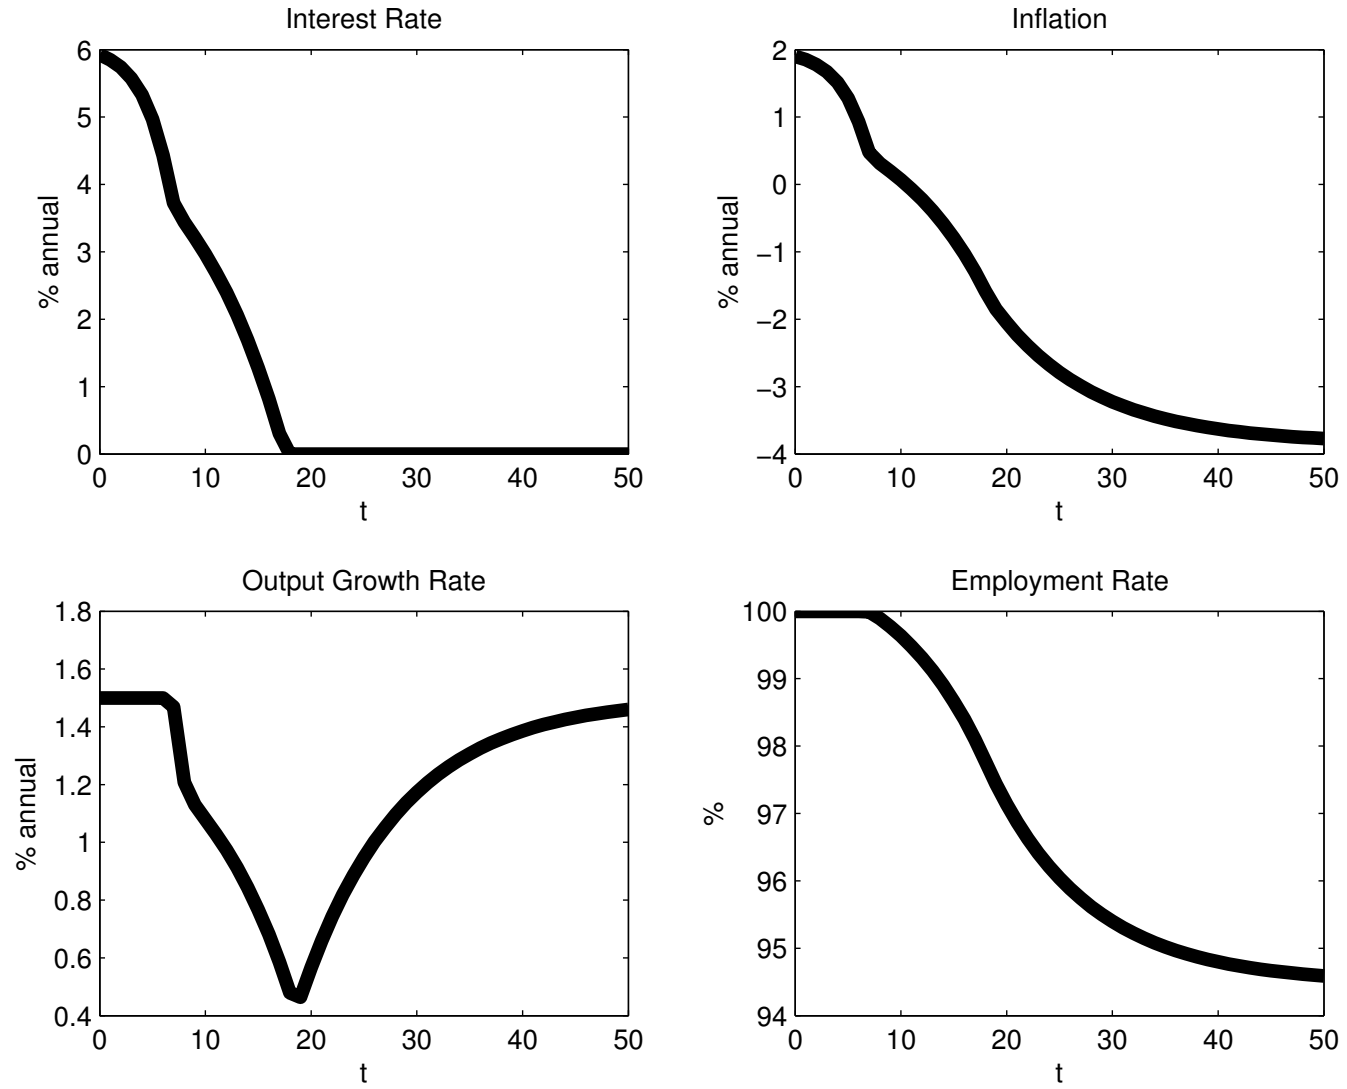 Interest Rate
% annual
6
5
4
3
2
1
0
0 10 20 30 40 50
t
Inflation
% annual
2
1
0
−1
−2
−3
−4
0 10 20 30 40 50
t
Output Growth Rate
% annual
1.8
1.6
1.4
1.2
1
0.8
0.6
0.4
0 10 20 30 40 50
t
Employment Rate
%
100
99
98
97
96
95
94
0 10 20 30 40 50
t